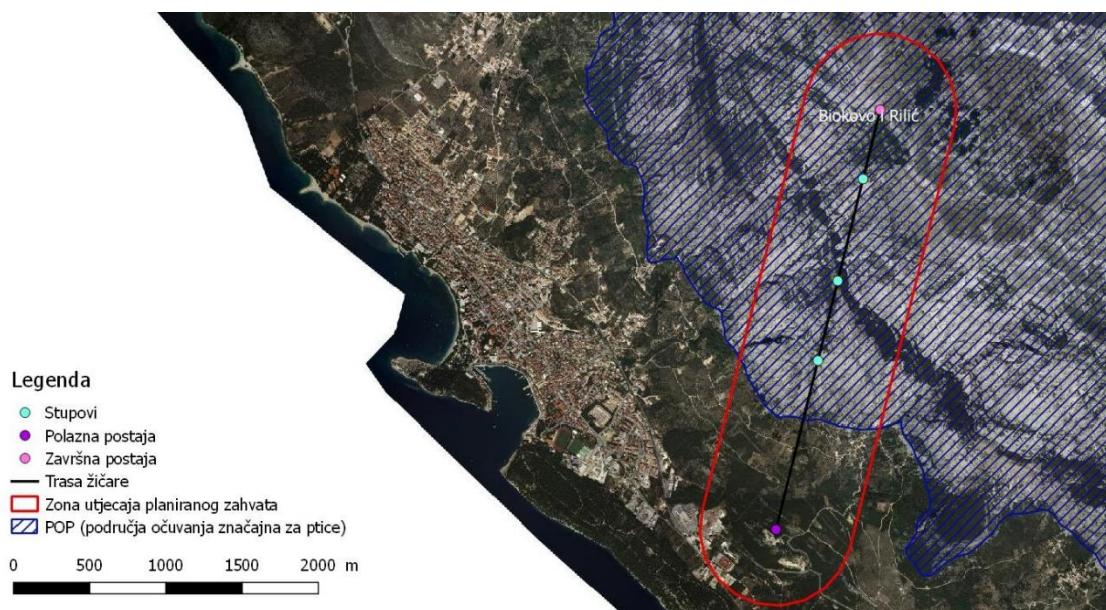 Biokovo i Rilić
Legenda
Stupovi
Polazna postaja
Završna postaja
Trasa žičare
Zona utjecaja planiranog zahvata
POP (područja očuvanja značajna za ptice)
0 500 1000 1500 2000 m